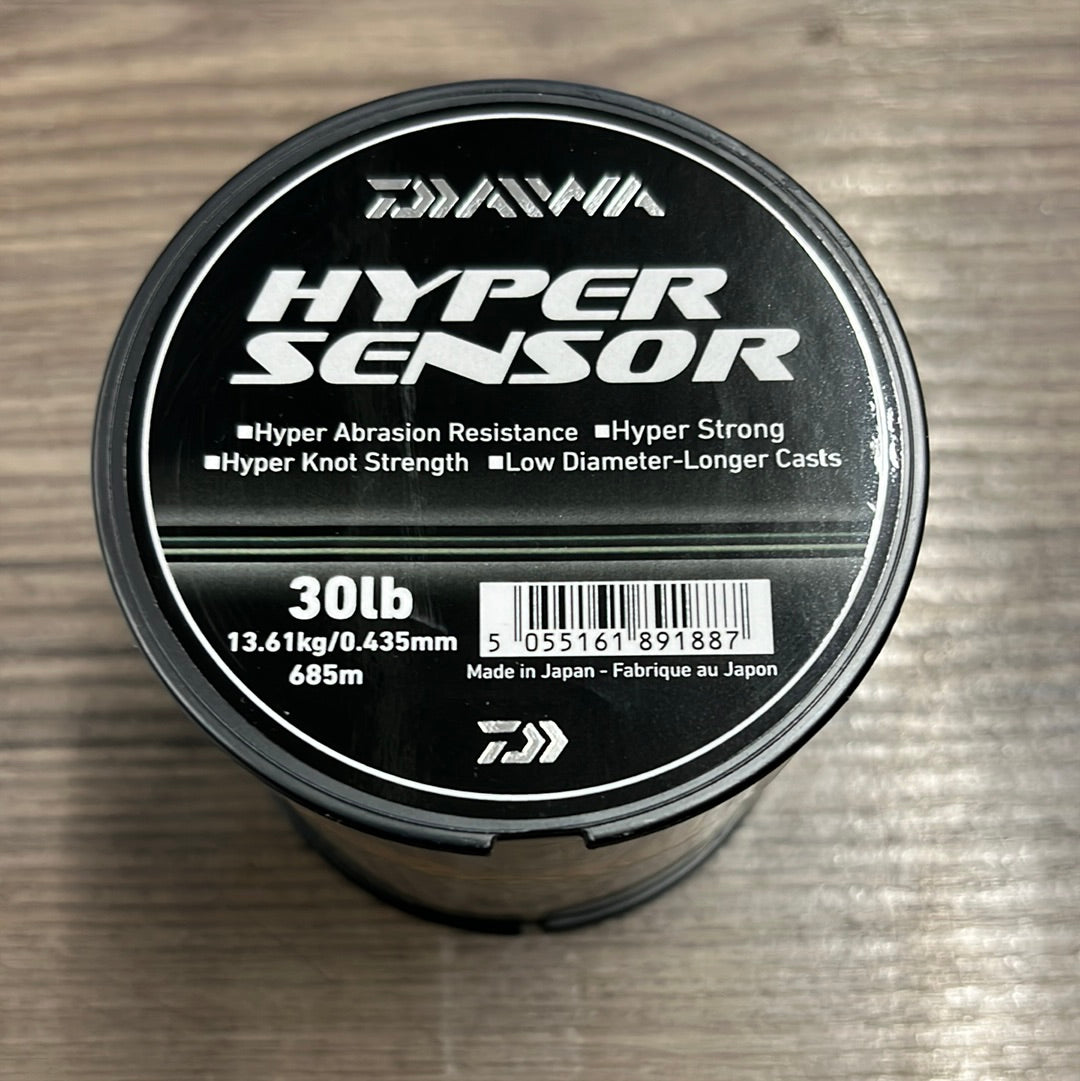 DAIWA
HYPER
SENSOR
■Hyper Abrasion Resistance ■Hyper Strong
■Hyper Knot Strength ■Low Diameter-Longer Casts
30lb
13.61kg/0.435mm
685m
5 055161 891887
Made in Japan - Fabrique au Japon
D